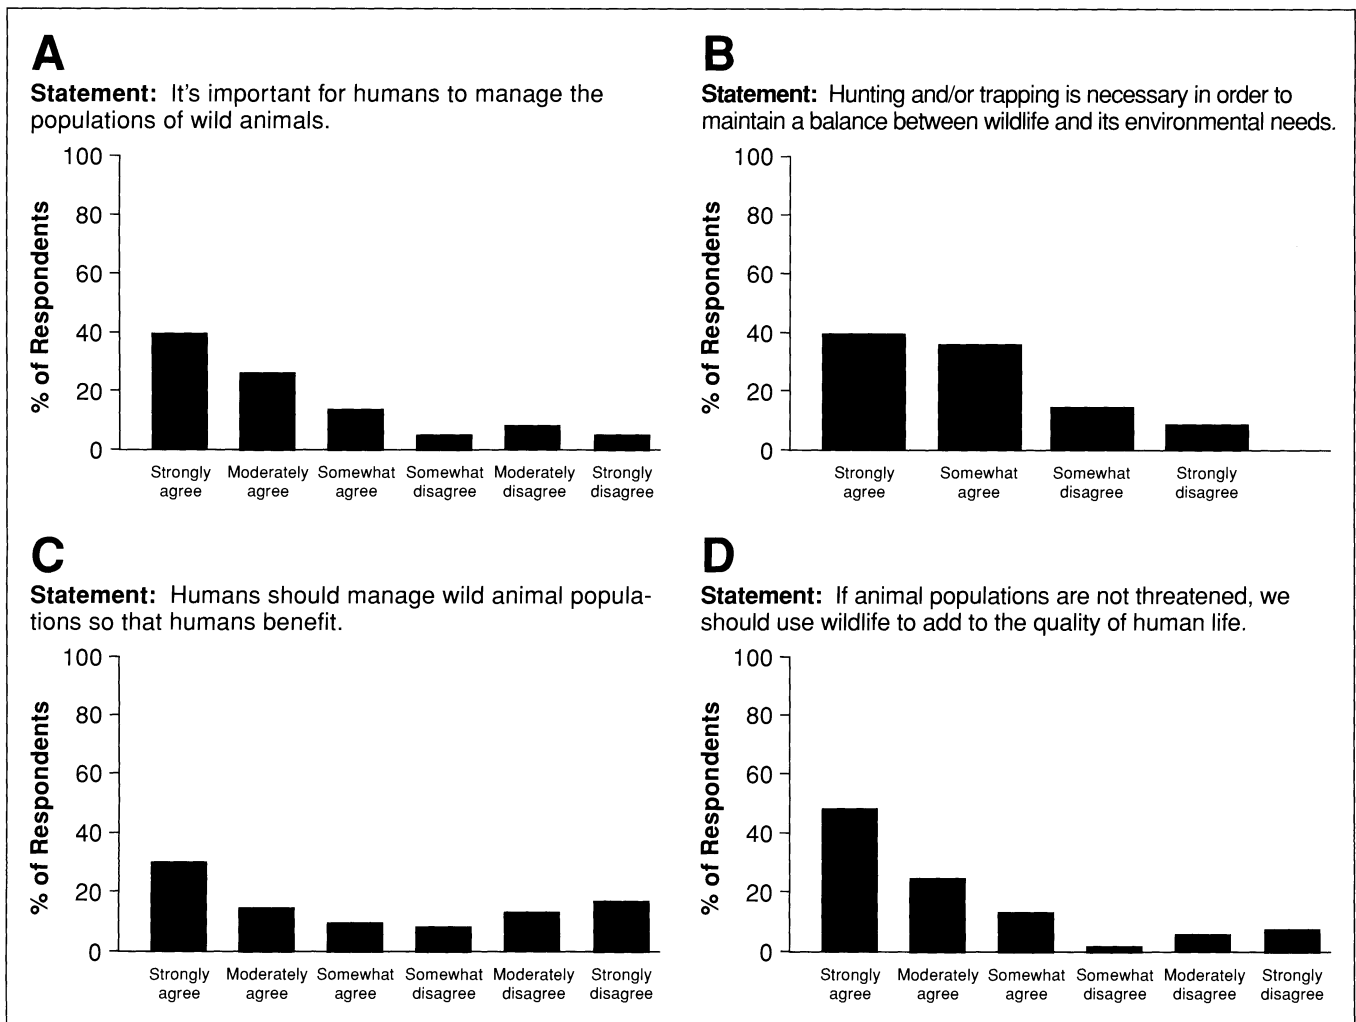 A
Statement: It's important for humans to manage the
populations of wild animals.
100
80
60
40
20
0
% of Respondents
Strongly agree
Moderately agree
Somewhat agree
Somewhat disagree
Moderately disagree
Strongly disagree
B
Statement: Hunting and/or trapping is necessary in order to
maintain a balance between wildlife and its environmental needs.
100
80
60
40
20
0
% of Respondents
Strongly agree
Somewhat agree
Somewhat disagree
Strongly disagree
C
Statement: Humans should manage wild animal popula-
tions so that humans benefit.
100
80
60
40
20
0
% of Respondents
Strongly agree
Moderately agree
Somewhat agree
Somewhat disagree
Moderately disagree
Strongly disagree
D
Statement: If animal populations are not threatened, we
should use wildlife to add to the quality of human life.
100
80
60
40
20
0
% of Respondents
Strongly agree
Moderately agree
Somewhat agree
Somewhat disagree
Moderately disagree
Strongly disagree